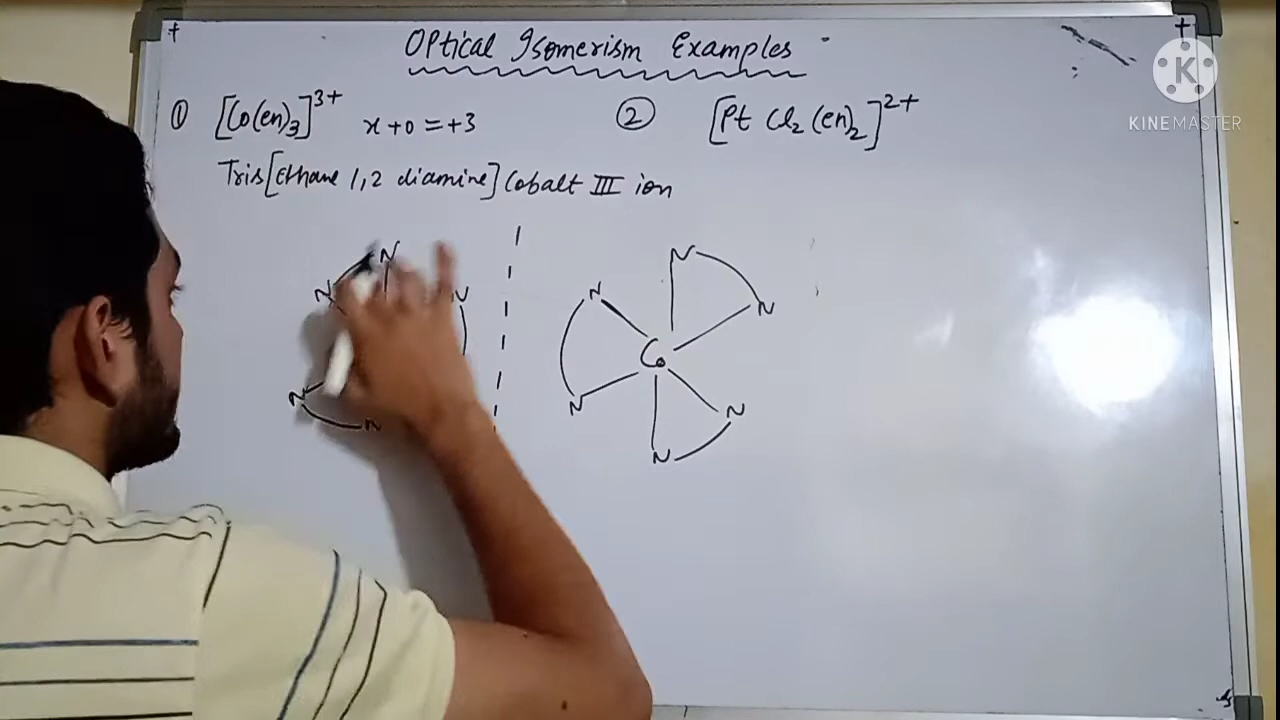 Optical Isomerism Examples
① [Co(en)₃]³⁺ x+0=+3
② [Pt Cl₂ (en)₂]²⁺
Tris[Ethane 1,2 diamine] Cobalt III ion
N
N
N
N
N
N
N
N
N
Co
N
N
N
K
KINEMASTER